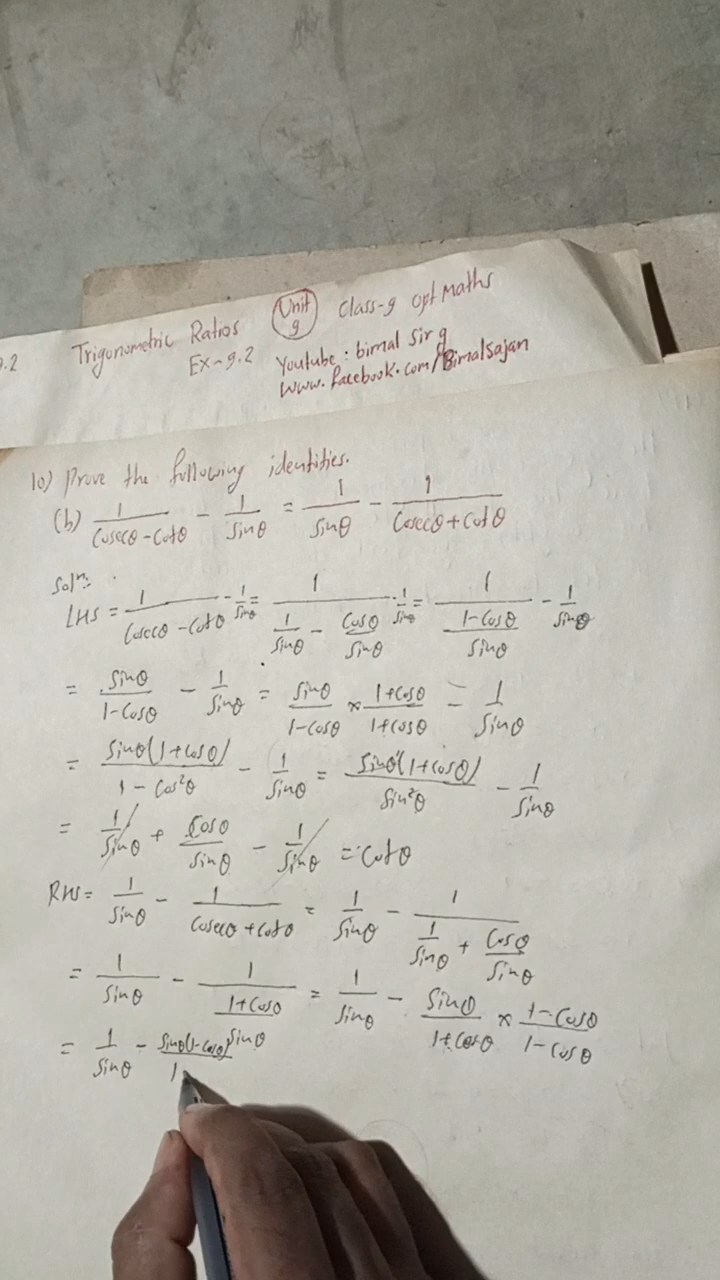 9.2 Trigonometric Ratios Unit 9 Class-9 opt Maths
Ex-9.2 Youtube: bimal sir g
www.facebook.com/Bimalsajan
10) Prove the following identities.
(b) 1/(Cosecθ - Cotθ) - 1/Sinθ = 1/Sinθ - 1/(Cosecθ + Cotθ)
Solⁿ:
LHS = 1/(Cosecθ - Cotθ) - 1/Sinθ = 1/(1/Sinθ - Cosθ/Sinθ) - 1/Sinθ = 1/((1-Cosθ)/Sinθ) - 1/Sinθ
= Sinθ/(1-Cosθ) - 1/Sinθ = Sinθ/(1-Cosθ) × (1+Cosθ)/(1+Cosθ) - 1/Sinθ
= Sinθ(1+Cosθ)/(1-Cos²θ) - 1/Sinθ = Sinθ(1+Cosθ)/Sin²θ - 1/Sinθ
= 1/Sinθ + Cosθ/Sinθ - 1/Sinθ = Cotθ
RHS = 1/Sinθ - 1/(Cosecθ + Cotθ) = 1/Sinθ - 1/(1/Sinθ + Cosθ/Sinθ)
= 1/Sinθ - 1/((1+Cosθ)/Sinθ) = 1/Sinθ - Sinθ/(1+Cosθ) × (1-Cosθ)/(1-Cosθ)
= 1/Sinθ - Sinθ(1-Cosθ)/1